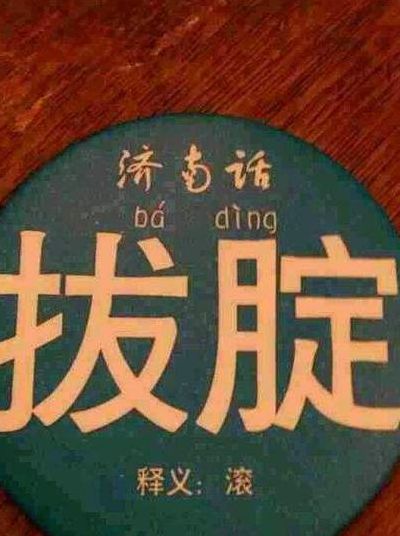 济南话
bá dìng
拔腚
释义：滚